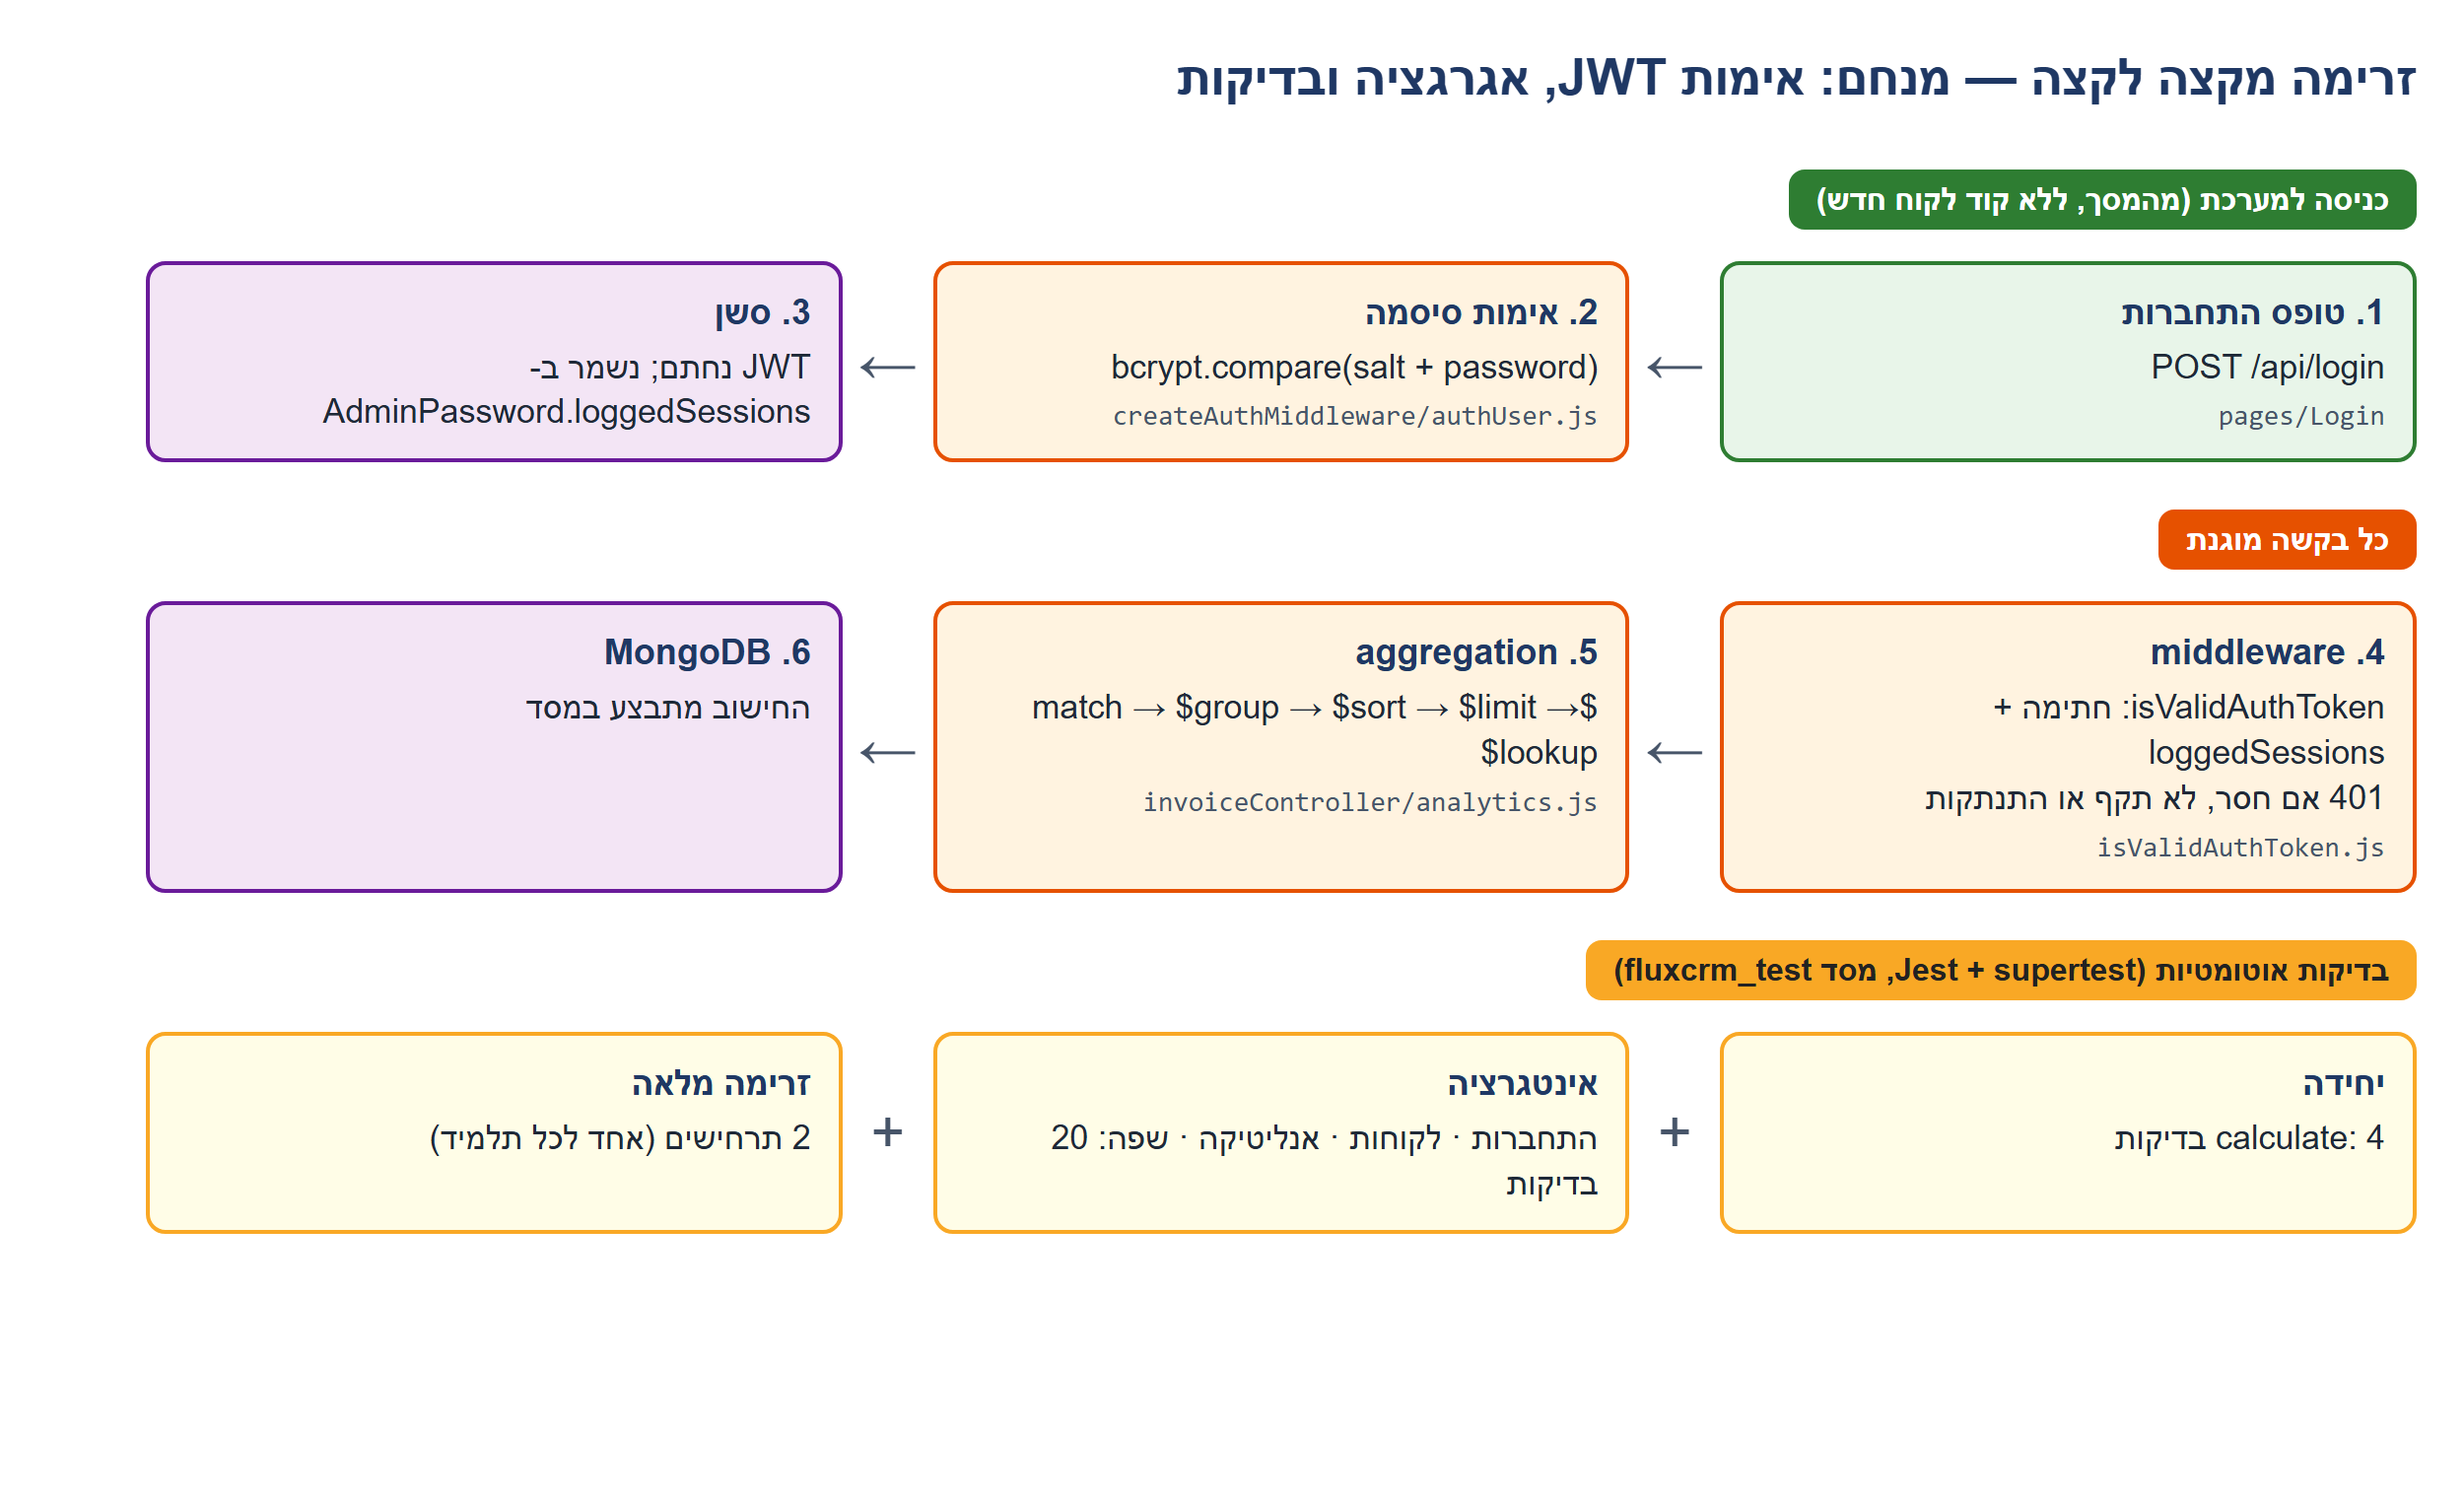 זרימה מקצה לקצה — מנחם: אימות JWT, אגרגציה ובדיקות
כניסה למערכת (מהמסך, ללא קוד לקוח חדש)
1. טופס התחברות
POST /api/login
pages/Login
←
2. אימות סיסמה
bcrypt.compare(salt + password)
createAuthMiddleware/authUser.js
←
3. סשן
JWT נחתם; נשמר ב-
AdminPassword.loggedSessions
כל בקשה מוגנת
4. middleware
isValidAuthToken: חתימה +
loggedSessions
401 אם חסר, לא תקף או התנתקות
isValidAuthToken.js
←
5. aggregation
$match → $group → $sort → $limit →
$lookup
invoiceController/analytics.js
←
6. MongoDB
החישוב מתבצע במסד
בדיקות אוטומטיות (Jest + supertest, מסד fluxcrm_test)
יחידה
calculate: 4 בדיקות
+
אינטגרציה
התחברות · לקוחות · אנליטיקה · שפה: 20
בדיקות
+
זרימה מלאה
2 תרחישים (אחד לכל תלמיד)